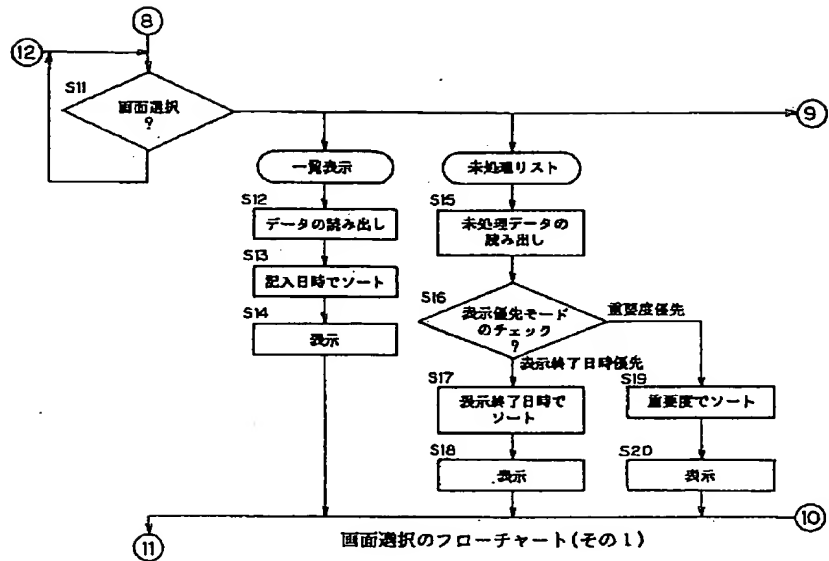 ⑧
⑫
S11
画面選択
?
⑨
一覧表示
未処理リスト
S12
データの読み出し
S15
未処理データの
読み出し
S13
記入日時でソート
S16
表示優先モード
のチェック
?
重要度優先
S14
表示
表示終了日時優先
S17
表示終了日時で
ソート
S19
重要度でソート
S18
表示
S20
表示
⑩
⑪
画面選択のフローチャート(その1)